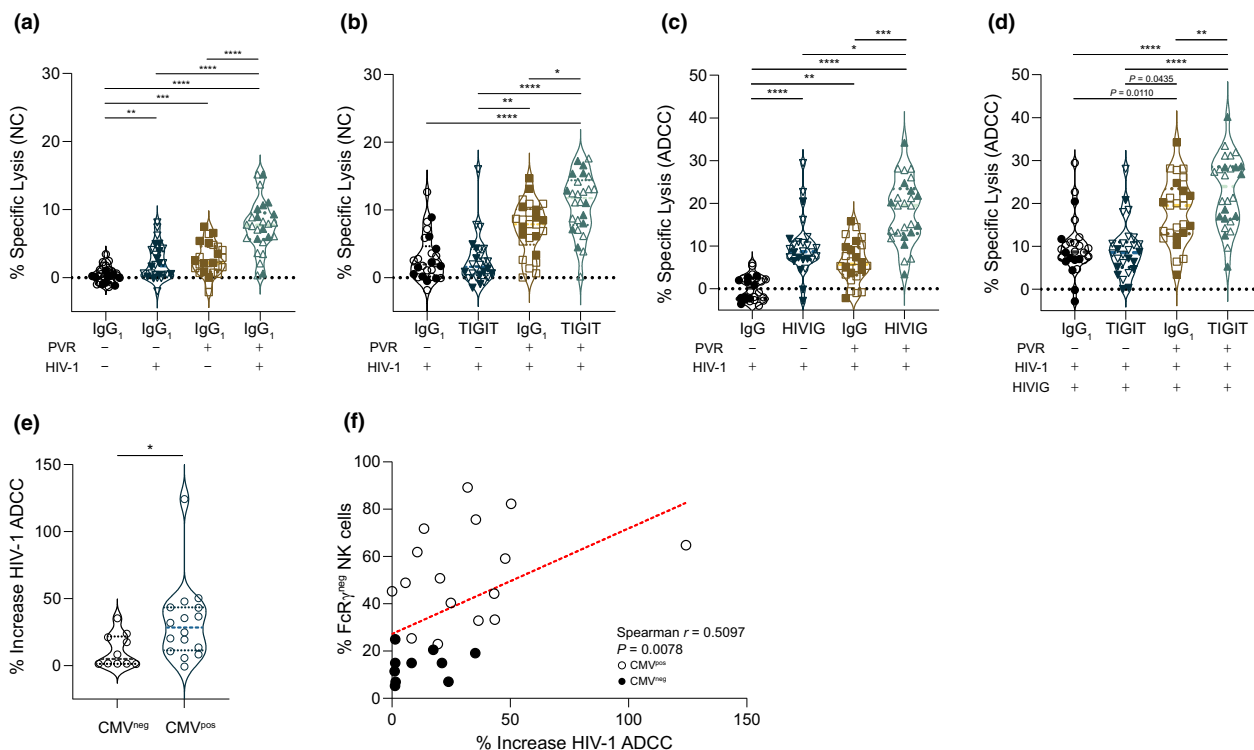 (a)
% Specific Lysis (NC)
30
20
10
0
****
****
****
***
**
IgG1 IgG1 IgG1 IgG1
PVR − − + +
HIV-1 − + − +
(b)
% Specific Lysis (NC)
30
20
10
0
*
****
**
****
IgG1 TIGIT IgG1 TIGIT
PVR − − + +
HIV-1 + + + +
(c)
% Specific Lysis (ADCC)
50
40
30
20
10
0
***
*
****
**
****
IgG HIVIG IgG HIVIG
PVR − − + +
HIV-1 + + + +
(d)
% Specific Lysis (ADCC)
50
40
30
20
10
0
**
****
****
P = 0.0435
P = 0.0110
IgG1 TIGIT IgG1 TIGIT
PVR − − + +
HIV-1 + + + +
HIVIG + + + +
(e)
% Increase HIV-1 ADCC
150
100
50
0
*
CMVneg CMVpos
(f)
% FcRγneg NK cells
100
80
60
40
20
0
Spearman r = 0.5097
P = 0.0078
CMVpos
CMVneg
0 50 100 150
% Increase HIV-1 ADCC